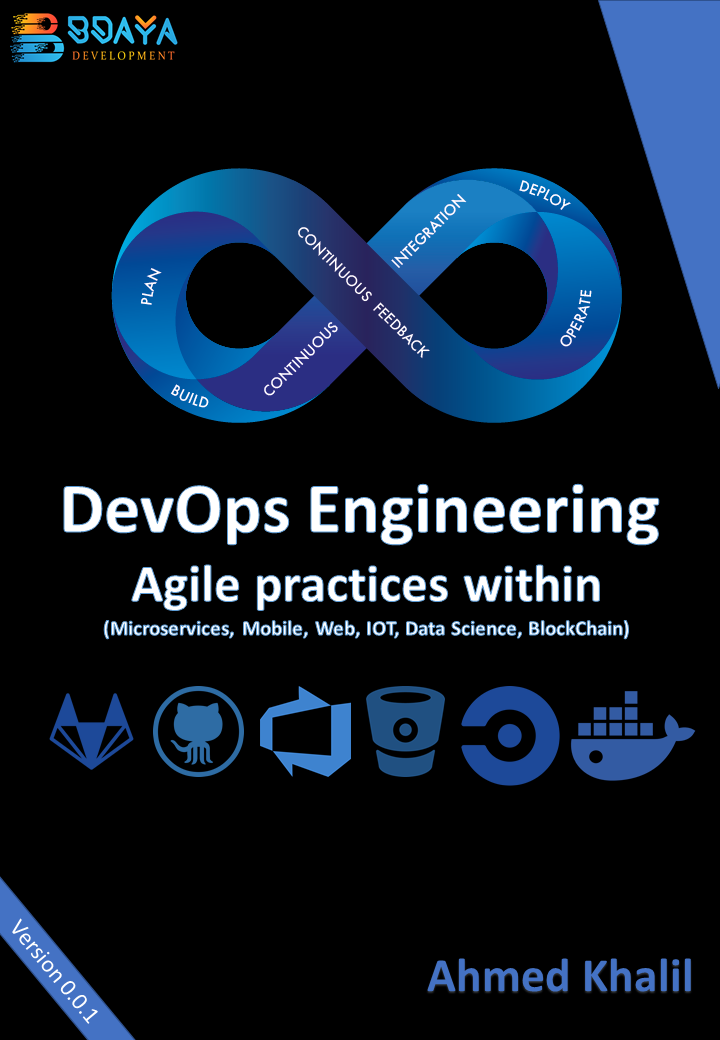 BDAYA
DEVELOPMENT
DEPLOY
INTEGRATION
CONTINUOUS FEEDBACK
PLAN
OPERATE
CONTINUOUS
BUILD
DevOps Engineering
Agile practices within
(Microservices, Mobile, Web, IOT, Data Science, BlockChain)
Version 0.0.1
Ahmed Khalil